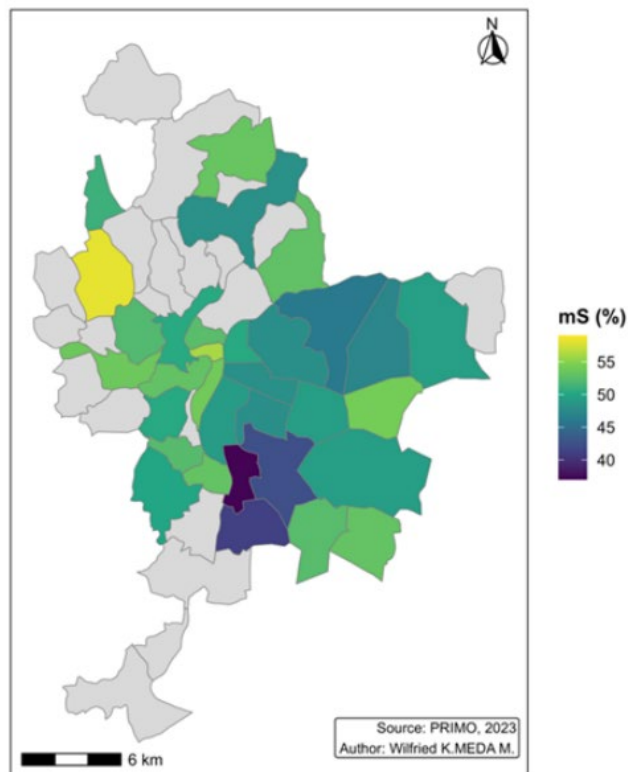 N
mS (%)
55
50
45
40
Source: PRIMO, 2023
Author: Wilfried K.MEDA M.
6 km